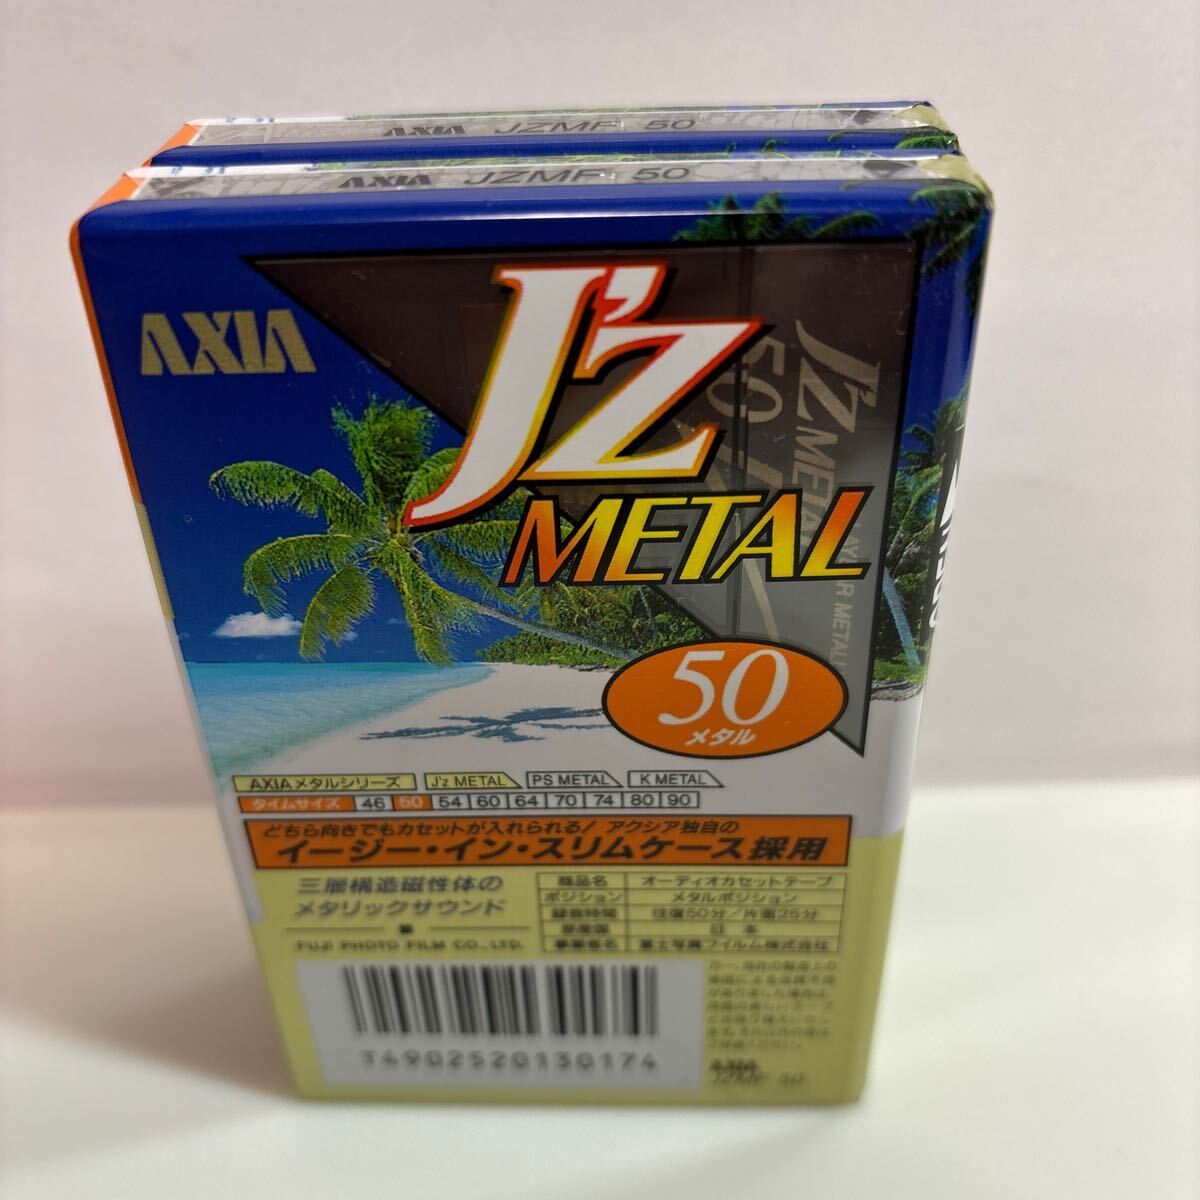 AXIA JZMF 50
AXIA JZMF 50
AXIA
J'Z
METAL
J'Z METAL
50
50
メタル
AXIAメタルシリーズ J'z METAL PS METAL K METAL
タイムサイズ 46 50 54 60 64 70 74 80 90
どちら向きでもカセットが入れられる! アクシア独自の
イージー・イン・スリムケース採用
三層構造磁性体の
メタリックサウンド
FUJI PHOTO FILM CO., LTD.
商品名 オーディオカセットテープ
ポジション メタルポジション
録音時間 往復50分/片面25分
原産国 日本
事業者名 富士写真フイルム株式会社
T4902520130174
AXIA
JZMF 50